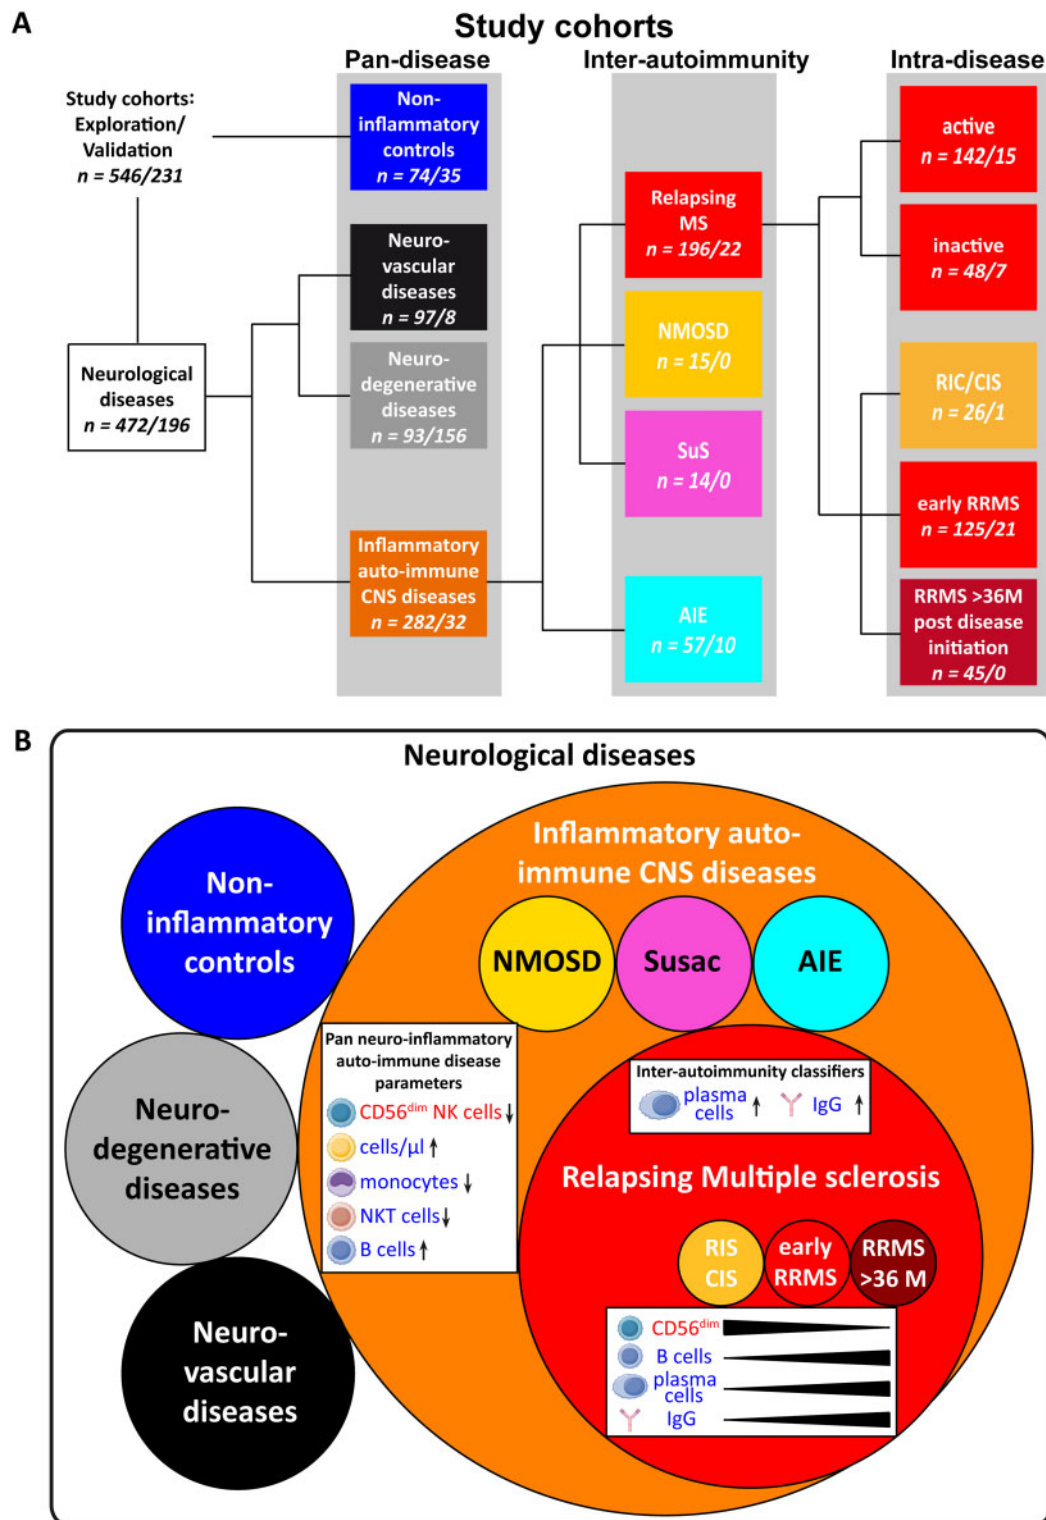 A
Study cohorts
Pan-disease
Inter-autoimmunity
Intra-disease
Study cohorts:
Exploration/
Validation
n = 546/231
Non-
inflammatory
controls
n = 74/35
Neuro-
vascular
diseases
n = 97/8
Neurological
diseases
n = 472/196
Neuro-
degenerative
diseases
n = 93/156
Inflammatory
auto-immune
CNS diseases
n = 282/32
Relapsing
MS
n = 196/22
NMOSD
n = 15/0
SuS
n = 14/0
AIE
n = 57/10
active
n = 142/15
inactive
n = 48/7
RIC/CIS
n = 26/1
early RRMS
n = 125/21
RRMS >36M
post disease
initiation
n = 45/0
B
Neurological diseases
Non-
inflammatory
controls
Neuro-
degenerative
diseases
Neuro-
vascular
diseases
Inflammatory auto-
immune CNS diseases
NMOSD
Susac
AIE
Pan neuro-inflammatory
auto-immune disease
parameters
CD56dim NK cells ↓
cells/µl ↑
monocytes ↓
NKT cells ↓
B cells ↑
Inter-autoimmunity classifiers
plasma
cells ↑
IgG ↑
Relapsing Multiple sclerosis
RIS
CIS
early
RRMS
RRMS
>36 M
CD56dim
B cells
plasma
cells
IgG